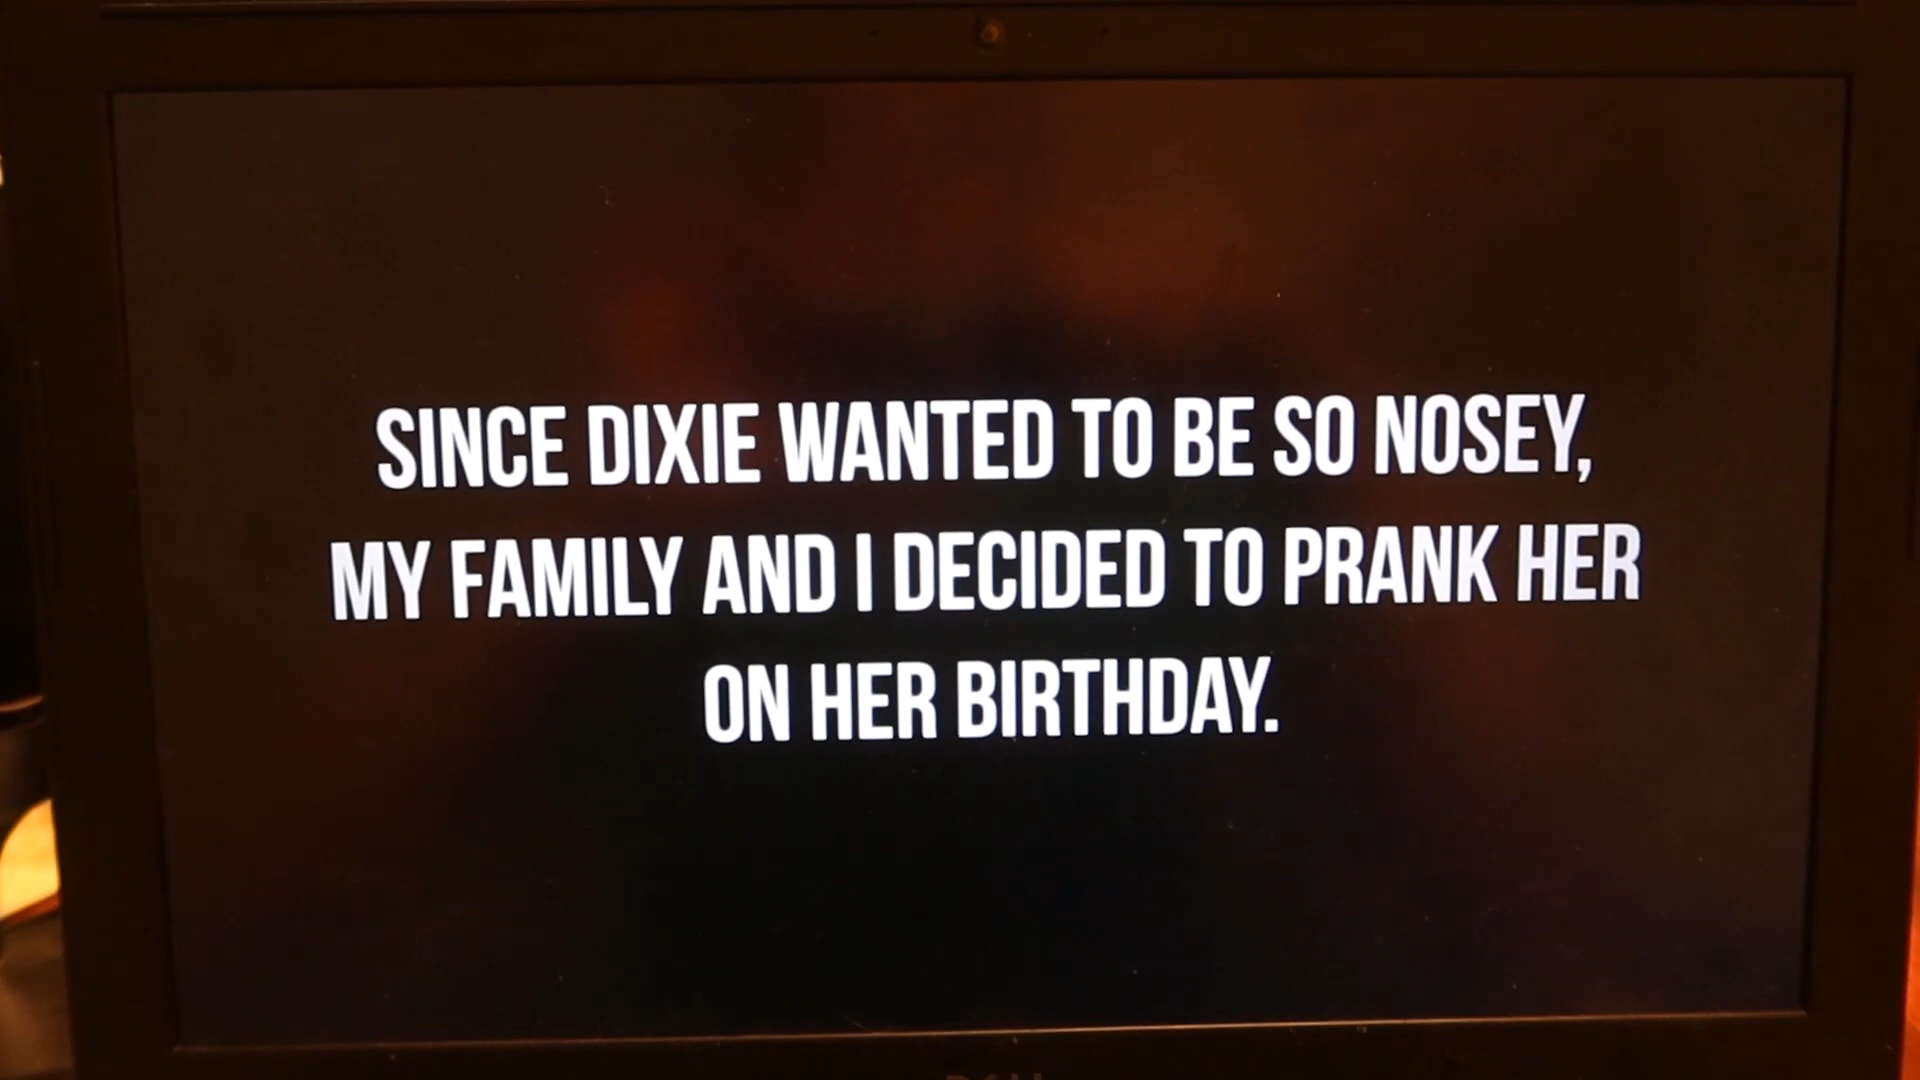 SINCE DIXIE WANTED TO BE SO NOSEY,
MY FAMILY AND I DECIDED TO PRANK HER
ON HER BIRTHDAY.